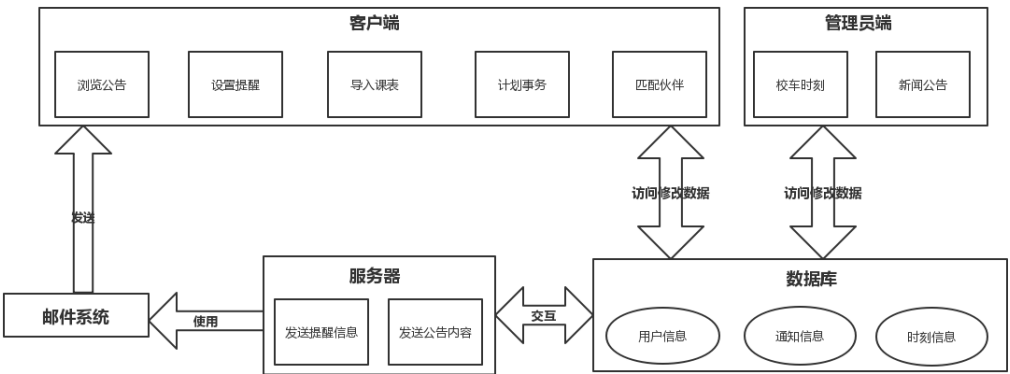 客户端
浏览公告
设置提醒
导入课表
计划事务
匹配伙伴
管理员端
校车时刻
新闻公告
发送
访问修改数据
访问修改数据
邮件系统
使用
服务器
发送提醒信息
发送公告内容
交互
数据库
用户信息
通知信息
时刻信息